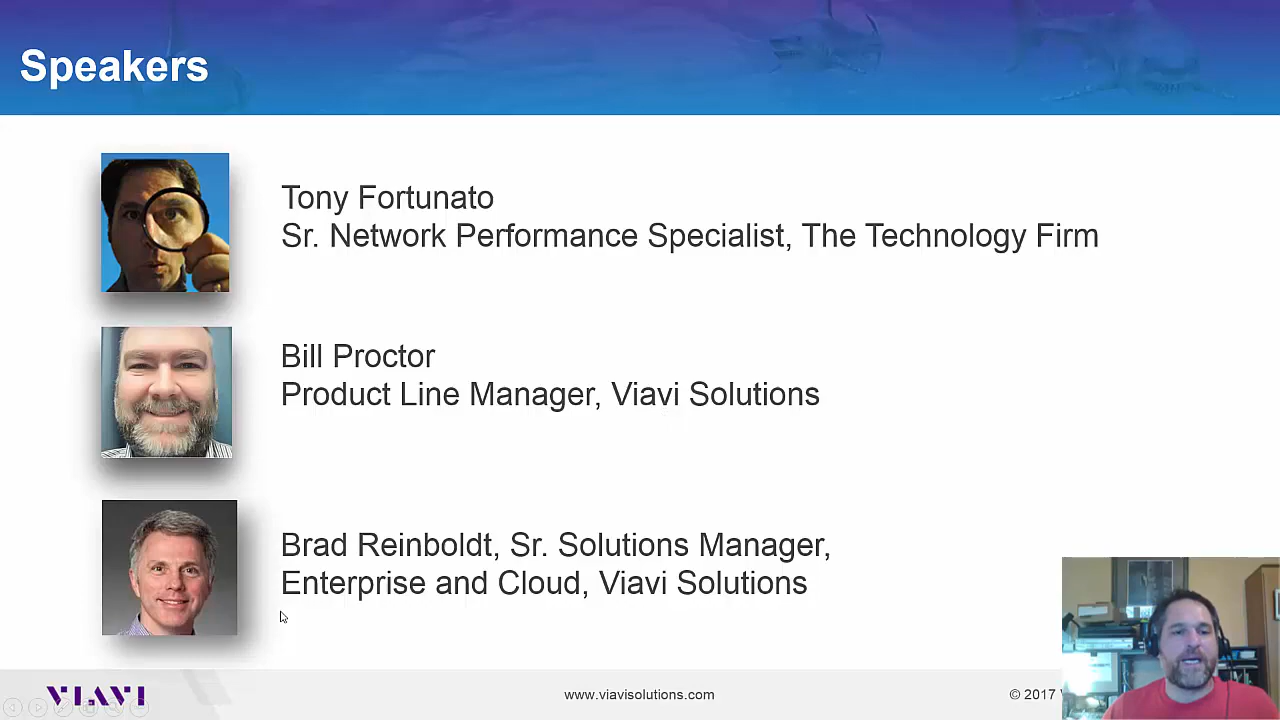 Speakers
Tony Fortunato
Sr. Network Performance Specialist, The Technology Firm
Bill Proctor
Product Line Manager, Viavi Solutions
Brad Reinboldt, Sr. Solutions Manager,
Enterprise and Cloud, Viavi Solutions
VIAVI
www.viavisolutions.com
© 2017